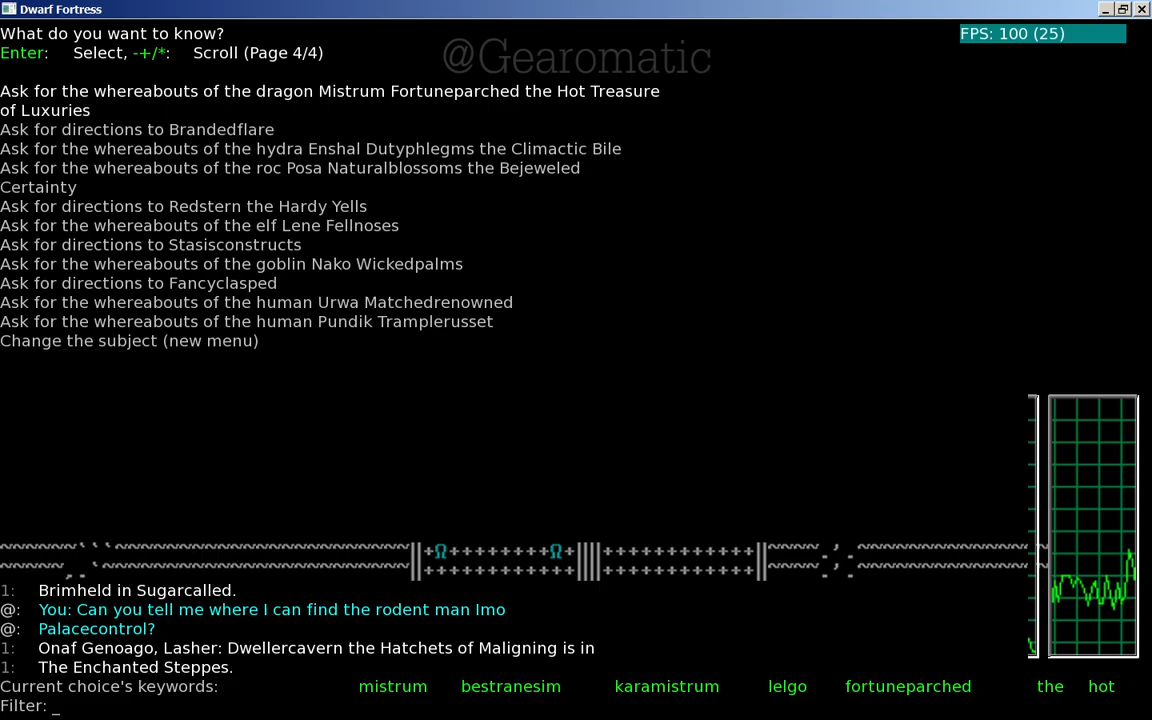 Dwarf Fortress
What do you want to know?
FPS: 100 (25)
Enter: Select, -+/*: Scroll (Page 4/4)
@Gearomatic
Ask for the whereabouts of the dragon Mistrum Fortuneparched the Hot Treasure
of Luxuries
Ask for directions to Brandedflare
Ask for the whereabouts of the hydra Enshal Dutyphlegms the Climactic Bile
Ask for the whereabouts of the roc Posa Naturalblossoms the Bejeweled
Certainty
Ask for directions to Redstern the Hardy Yells
Ask for the whereabouts of the elf Lene Fellnoses
Ask for directions to Stasisconstructs
Ask for the whereabouts of the goblin Nako Wickedpalms
Ask for directions to Fancyclasped
Ask for the whereabouts of the human Urwa Matchedrenowned
Ask for the whereabouts of the human Pundik Tramplerusset
Change the subject (new menu)
1: Brimheld in Sugarcalled.
@: You: Can you tell me where I can find the rodent man Imo
@: Palacecontrol?
1: Onaf Genoago, Lasher: Dwellercavern the Hatchets of Maligning is in
1: The Enchanted Steppes.
Current choice's keywords: mistrum bestranesim karamistrum lelgo fortuneparched the hot
Filter: _